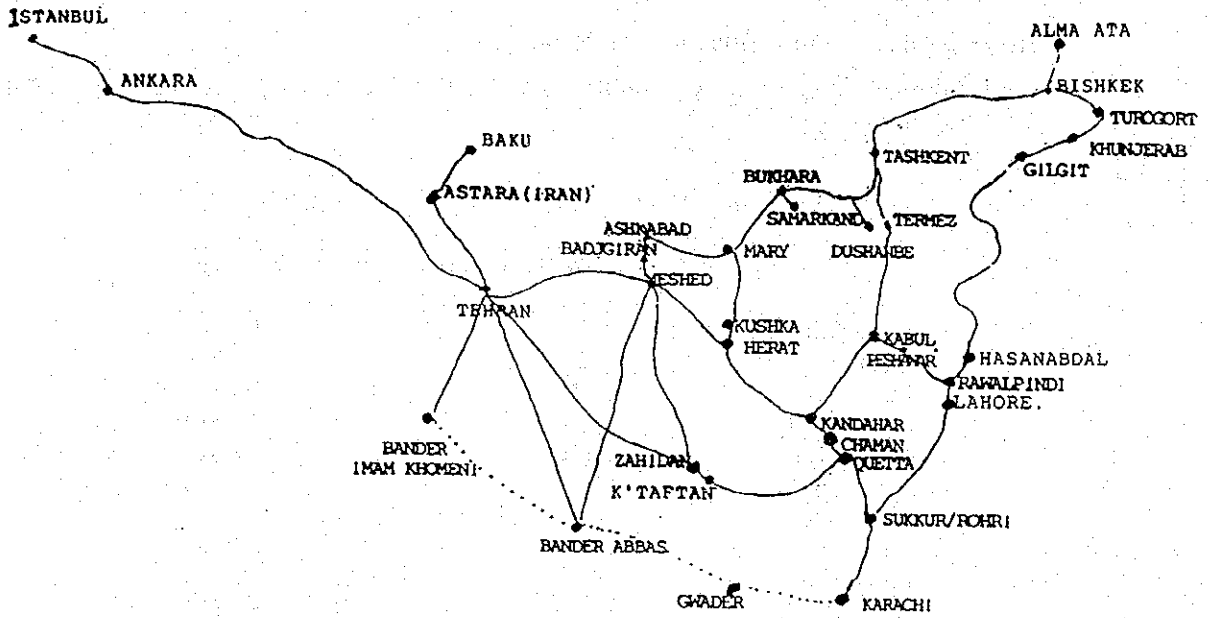 ISTANBUL
ALMA ATA
ANKARA
BISHKEK
TUROGORT
BAKU
TASHKENT
KHUNJERAB
GILGIT
BUKHARA
ASTARA (IRAN)
SAMARKAND
TERMEZ
ASHKABAD
BADJGIRAN
MARY
DUSHANBE
MESHED
TEHRAN
KUSHKA
HERAT
KABUL
PESHAWAR
HASANABDAL
RAWALPINDI
LAHORE.
KANDAHAR
CHAMAN
QUETTA
BANDER
IMAM KHOMENI
ZAHIDAN
K'TAFTAN
SUKKUR/ROHRI
BANDER ABBAS.
GWADER
KARACHI